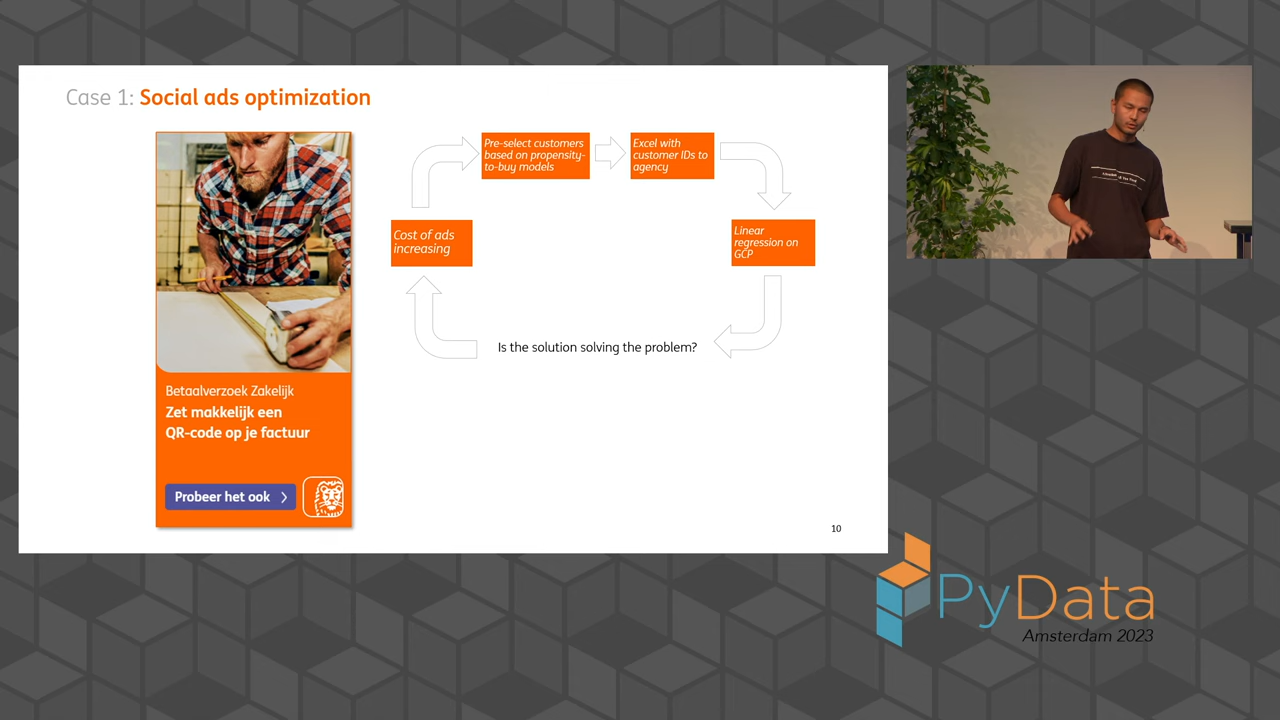 Case 1: Social ads optimization
Pre-select customers
based on propensity-
to-buy models
Excel with
customer IDs to
agency
Cost of ads
increasing
Linear
regression on
GCP
Is the solution solving the problem?
Betaalverzoek Zakelijk
Zet makkelijk een
QR-code op je factuur
Probeer het ook
10
PyData
Amsterdam 2023